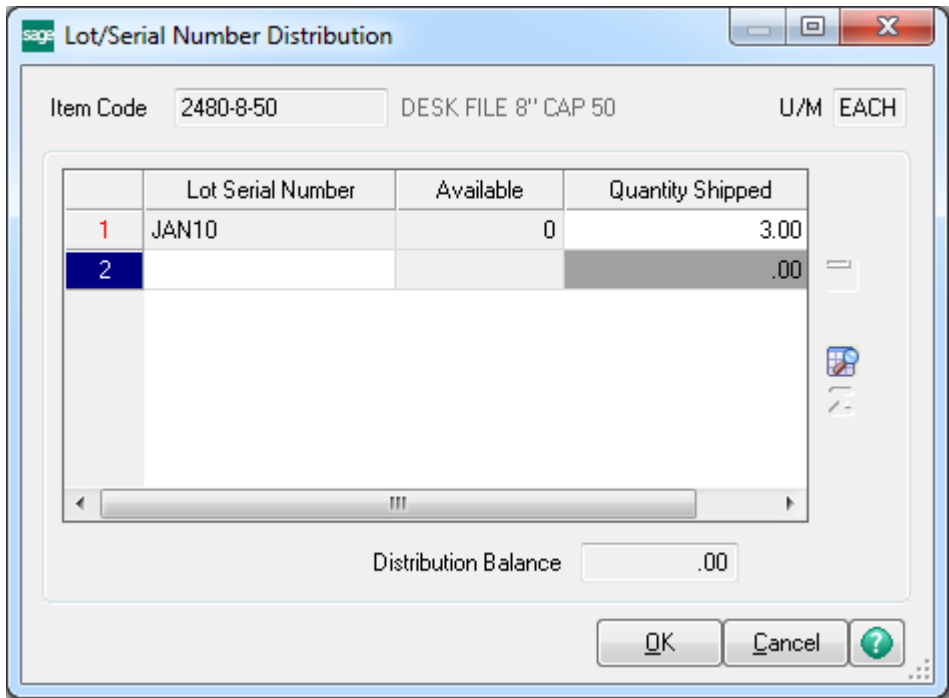 sage Lot/Serial Number Distribution
Item Code 2480-8-50 DESK FILE 8" CAP 50 U/M EACH
Lot Serial Number Available Quantity Shipped
1 JAN10 0 3.00
2 .00
Distribution Balance .00
OK Cancel ?